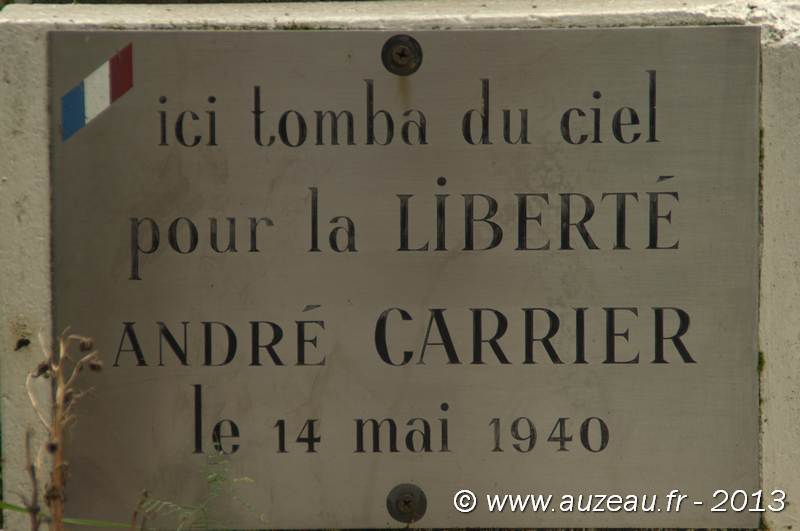 ici tomba du ciel
pour la LIBERTÉ
ANDRÉ CARRIER
le 14 mai 1940
© www.auzeau.fr - 2013